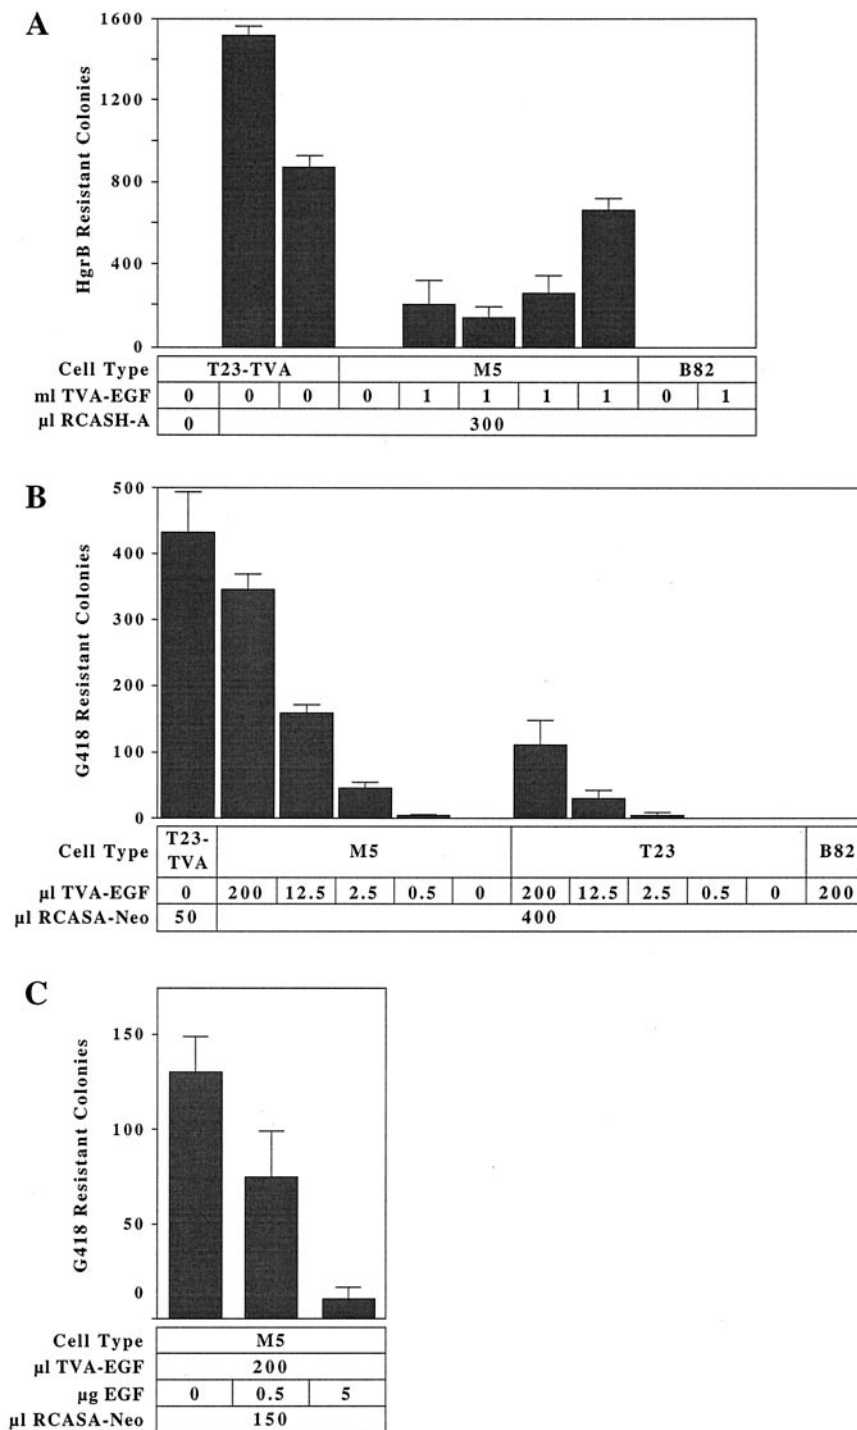 A
HgrB Resistant Colonies
1600
1200
800
400
0
Cell Type T23-TVA M5 B82
ml TVA-EGF 0 0 0 0 1 1 1 1 0 1
µl RCASH-A 0 300
B
G418 Resistant Colonies
500
400
300
200
100
0
Cell Type T23-TVA M5 T23 B82
µl TVA-EGF 0 200 12.5 2.5 0.5 0 200 12.5 2.5 0.5 0 200
µl RCASA-Neo 50 400
C
G418 Resistant Colonies
150
100
50
0
Cell Type M5
µl TVA-EGF 200
µg EGF 0 0.5 5
µl RCASA-Neo 150